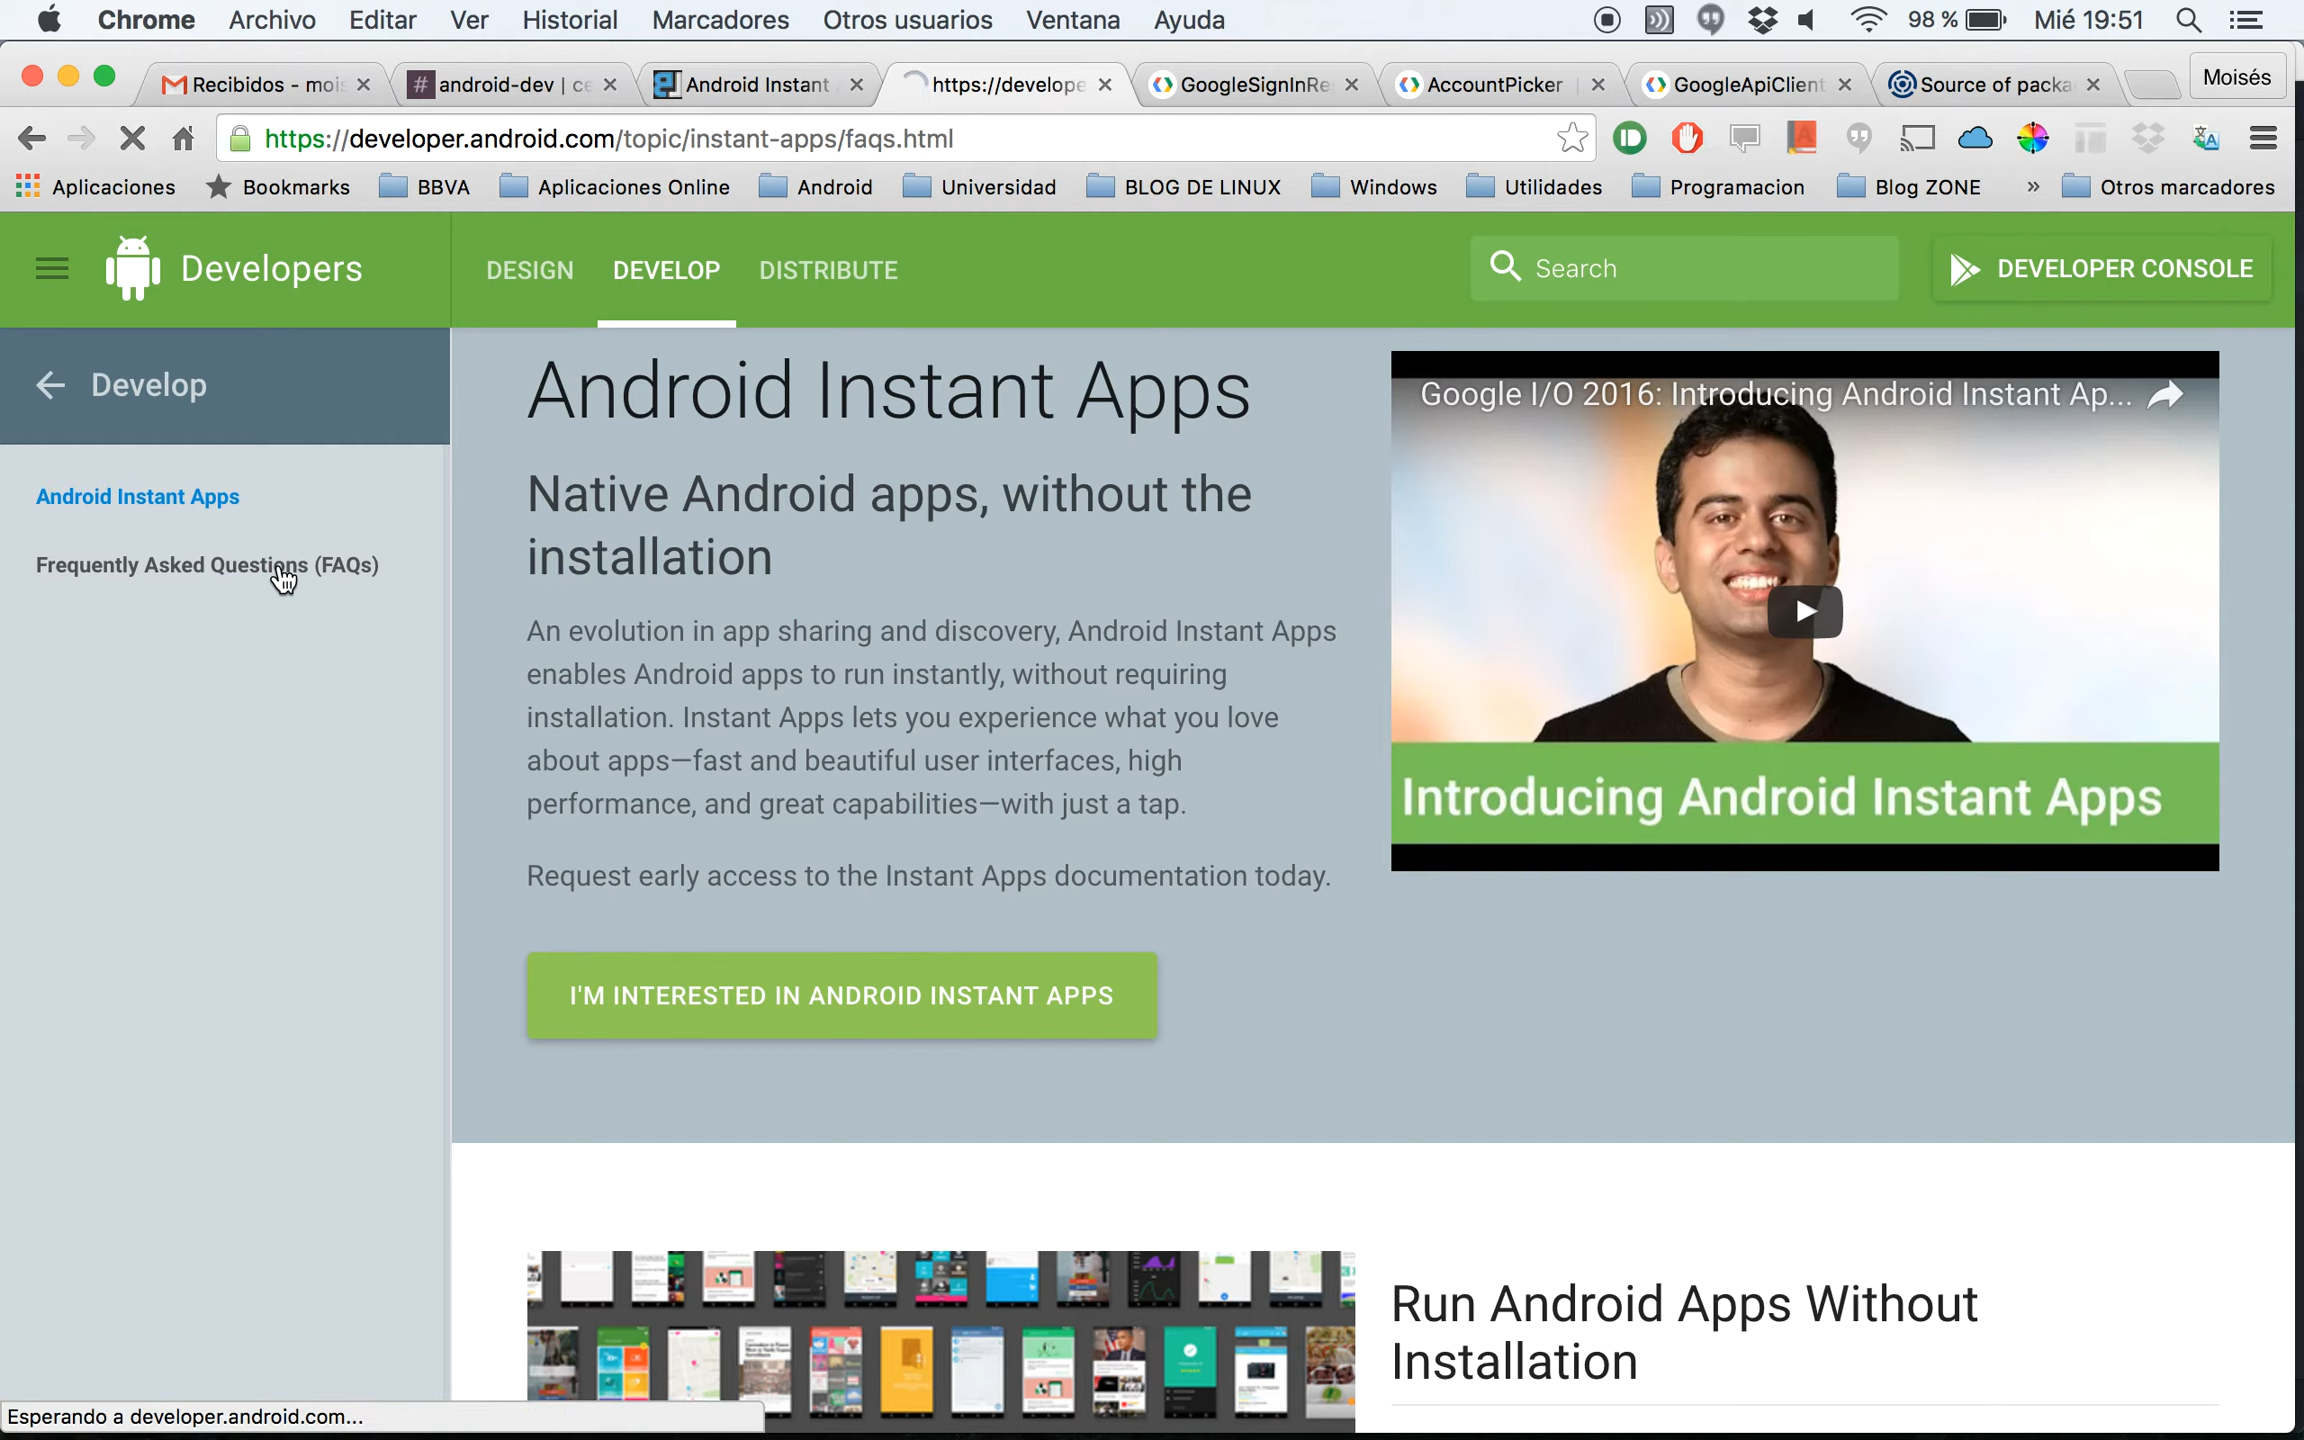 Chrome Archivo Editar Ver Historial Marcadores Otros usuarios Ventana Ayuda 98 % Mié 19:51
Recibidos - moi android-dev | ce Android Instant https://develope GoogleSignInRe AccountPicker | GoogleApiClient Source of packa Moisés
https://developer.android.com/topic/instant-apps/faqs.html
Aplicaciones Bookmarks BBVA Aplicaciones Online Android Universidad BLOG DE LINUX Windows Utilidades Programacion Blog ZONE » Otros marcadores
Developers DESIGN DEVELOP DISTRIBUTE Search DEVELOPER CONSOLE
Develop
Android Instant Apps
Frequently Asked Questions (FAQs)
Android Instant Apps
Native Android apps, without the
installation
An evolution in app sharing and discovery, Android Instant Apps
enables Android apps to run instantly, without requiring
installation. Instant Apps lets you experience what you love
about apps—fast and beautiful user interfaces, high
performance, and great capabilities—with just a tap.
Request early access to the Instant Apps documentation today.
I'M INTERESTED IN ANDROID INSTANT APPS
Google I/O 2016: Introducing Android Instant Ap...
Introducing Android Instant Apps
Run Android Apps Without
Installation
Esperando a developer.android.com...